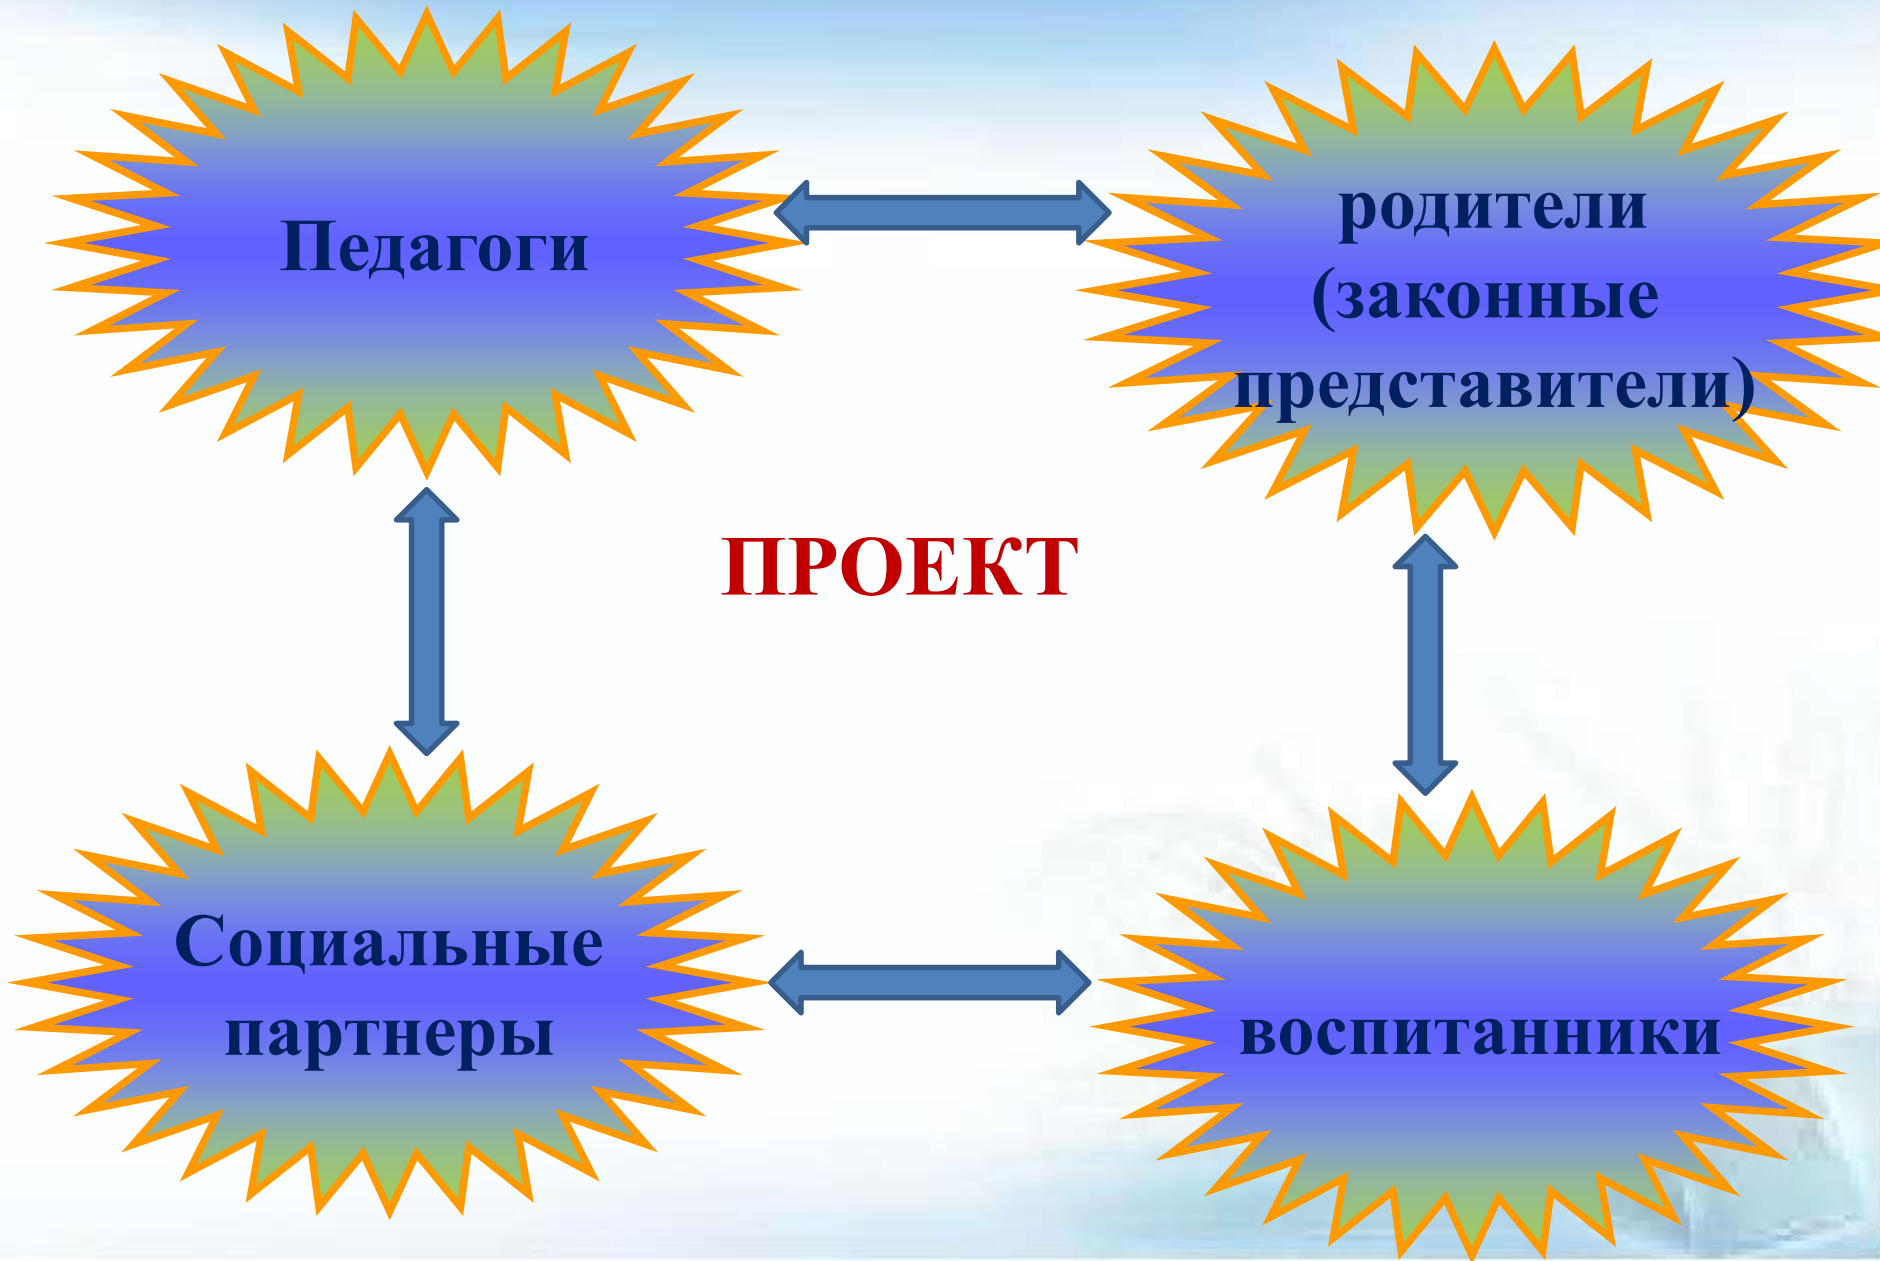 Педагоги
родители
(законные
представители)
ПРОЕКТ
Социальные
партнеры
воспитанники